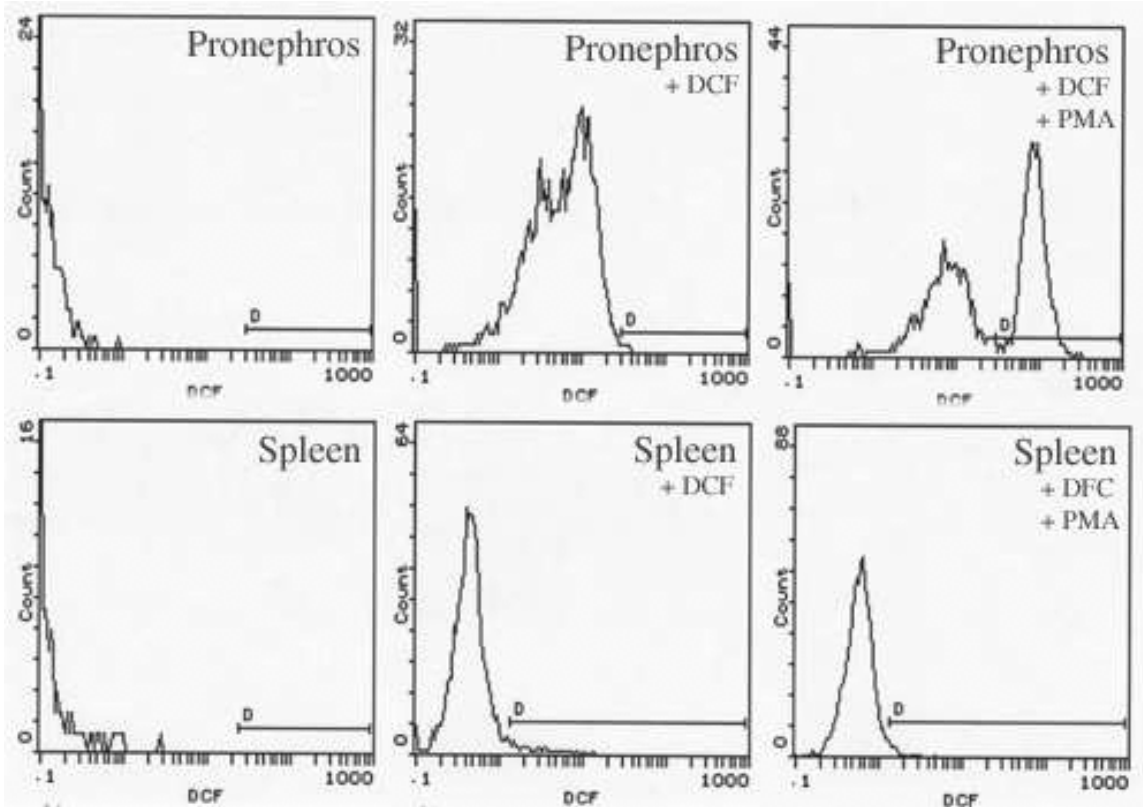 24
Pronephros
Count
0
D
.1
1000
DCF
32
Pronephros
+ DCF
Count
0
D
.1
1000
DCF
44
Pronephros
+ DCF
+ PMA
Count
0
D
.1
1000
DCF
16
Spleen
Count
0
D
.1
1000
DCF
64
Spleen
+ DCF
Count
0
D
.1
1000
DCF
88
Spleen
+ DFC
+ PMA
Count
0
D
.1
1000
DCF